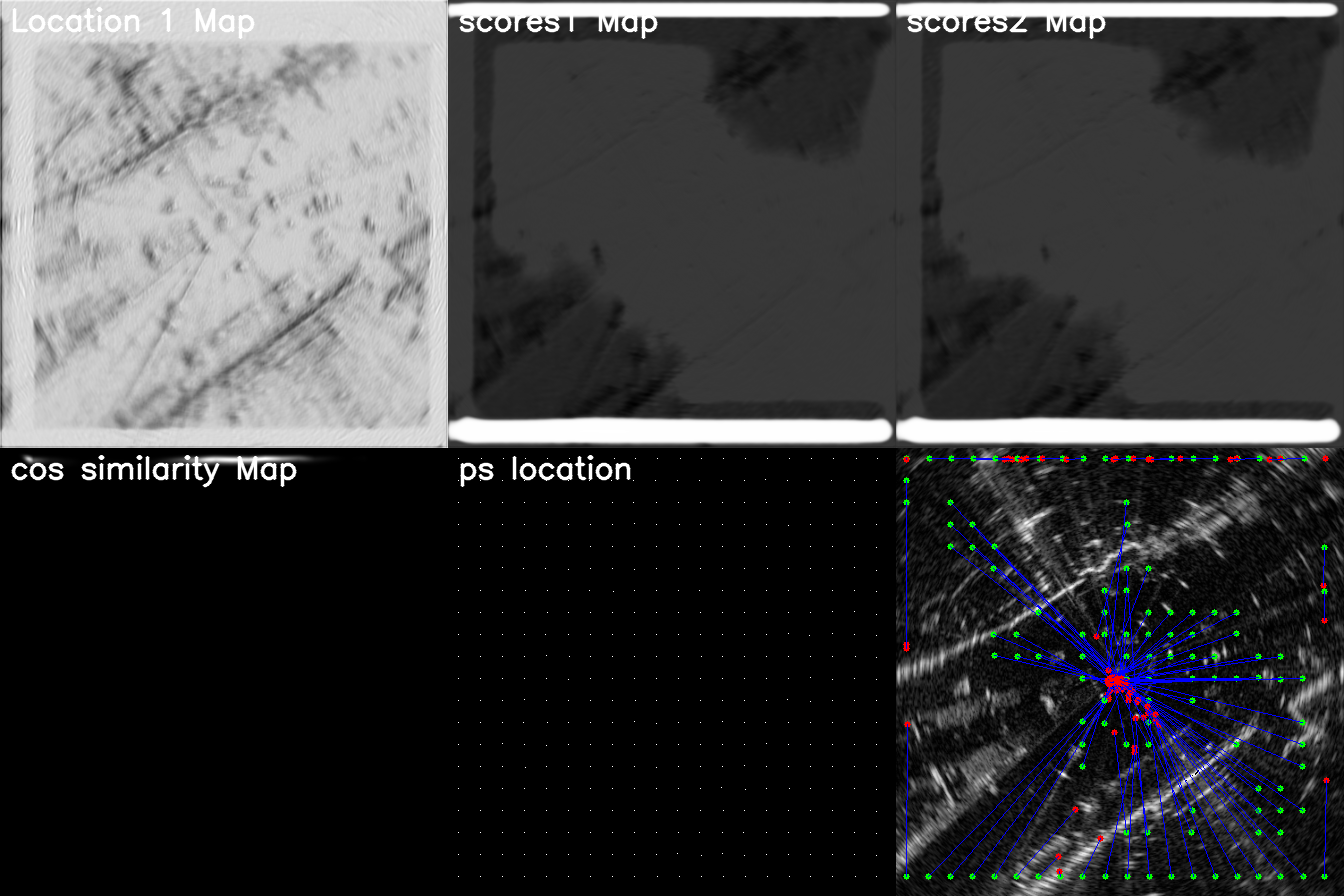 Location 1 Map
scores1 Map
scores2 Map
cos similarity Map
ps location